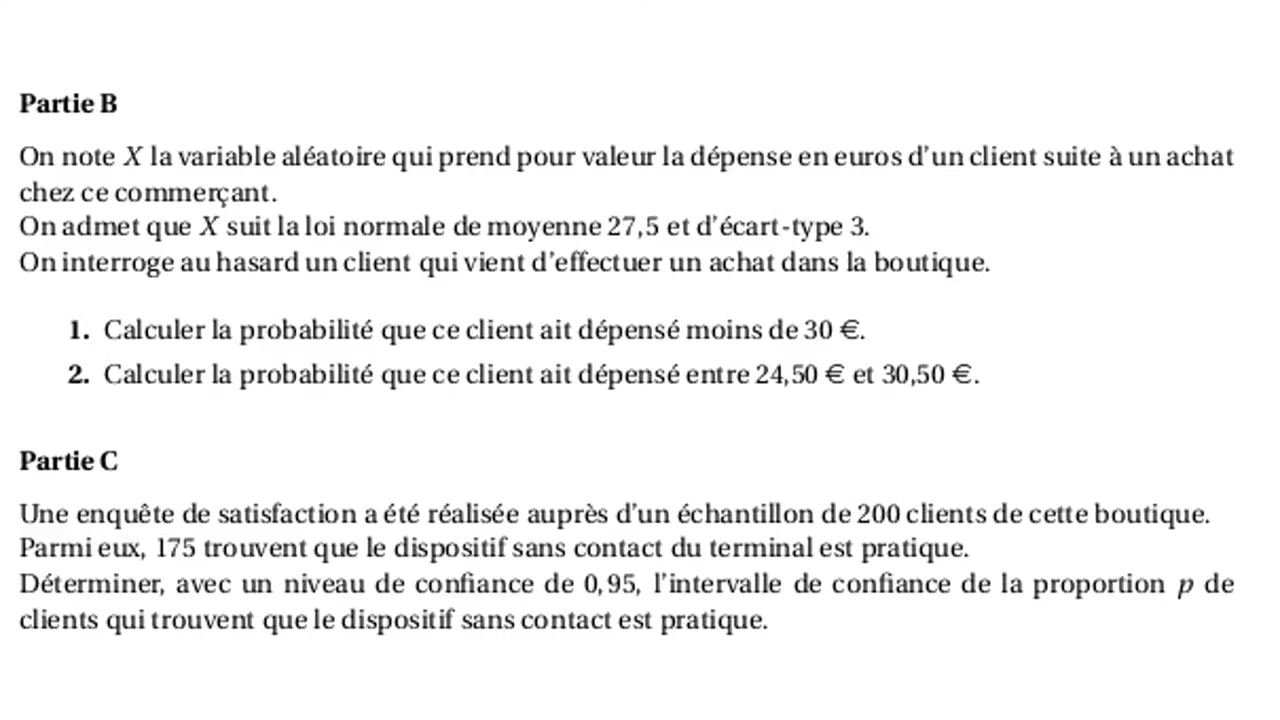 Partie B
On note X la variable aléatoire qui prend pour valeur la dépense en euros d'un client suite à un achat
chez ce commerçant.
On admet que X suit la loi normale de moyenne 27,5 et d'écart-type 3.
On interroge au hasard un client qui vient d'effectuer un achat dans la boutique.
1. Calculer la probabilité que ce client ait dépensé moins de 30 €.
2. Calculer la probabilité que ce client ait dépensé entre 24,50 € et 30,50 €.
Partie C
Une enquête de satisfaction a été réalisée auprès d'un échantillon de 200 clients de cette boutique.
Parmi eux, 175 trouvent que le dispositif sans contact du terminal est pratique.
Déterminer, avec un niveau de confiance de 0,95, l'intervalle de confiance de la proportion p de
clients qui trouvent que le dispositif sans contact est pratique.